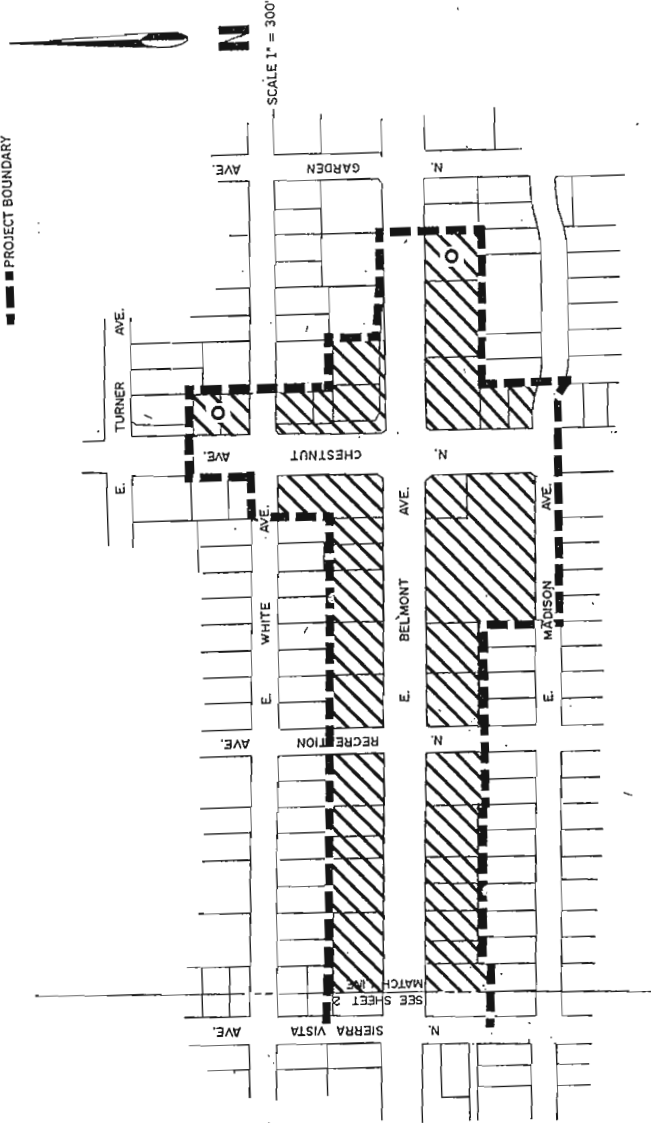 PROJECT BOUNDARY
N
SCALE 1" = 300'
N. GARDEN AVE.
E. TURNER AVE.
O
O
N. CHESTNUT AVE.
E. WHITE AVE.
E. BELMONT AVE.
E. MADISON AVE.
N. RECREATION AVE.
MATCH LINE
SEE SHEET 2
N. SIERRA VISTA AVE.